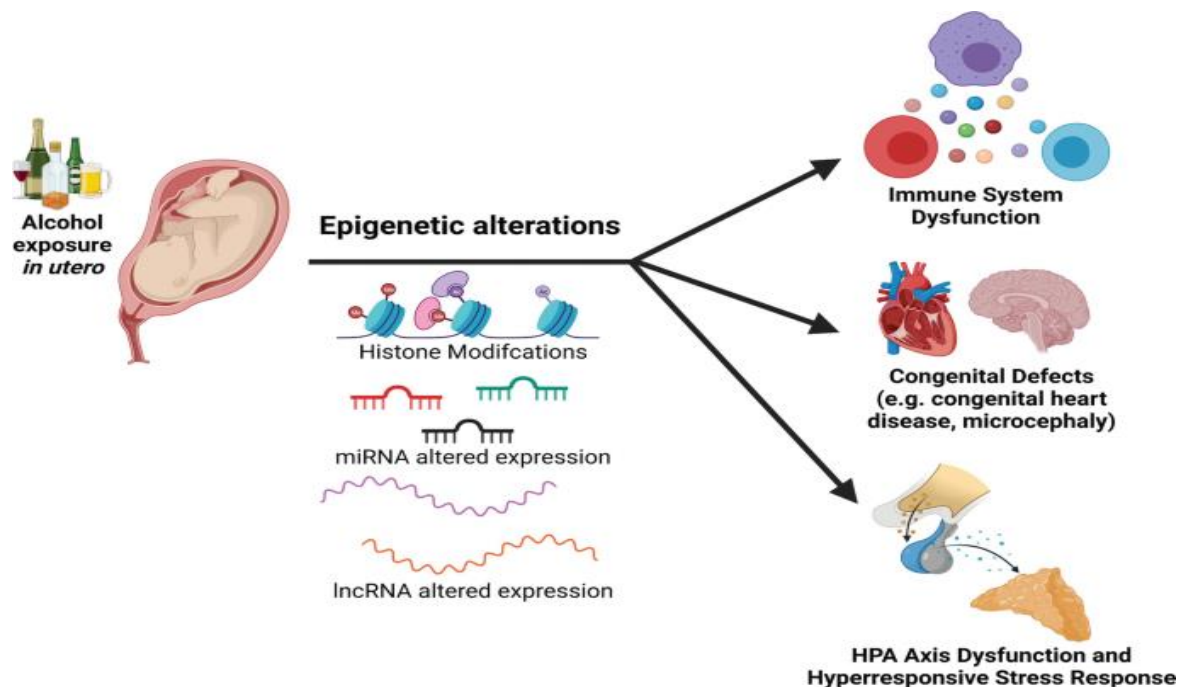 Alcohol
exposure
in utero
Epigenetic alterations
Histone Modifcations
miRNA altered expression
lncRNA altered expression
Immune System
Dysfunction
Congenital Defects
(e.g. congenital heart
disease, microcephaly)
HPA Axis Dysfunction and
Hyperresponsive Stress Response